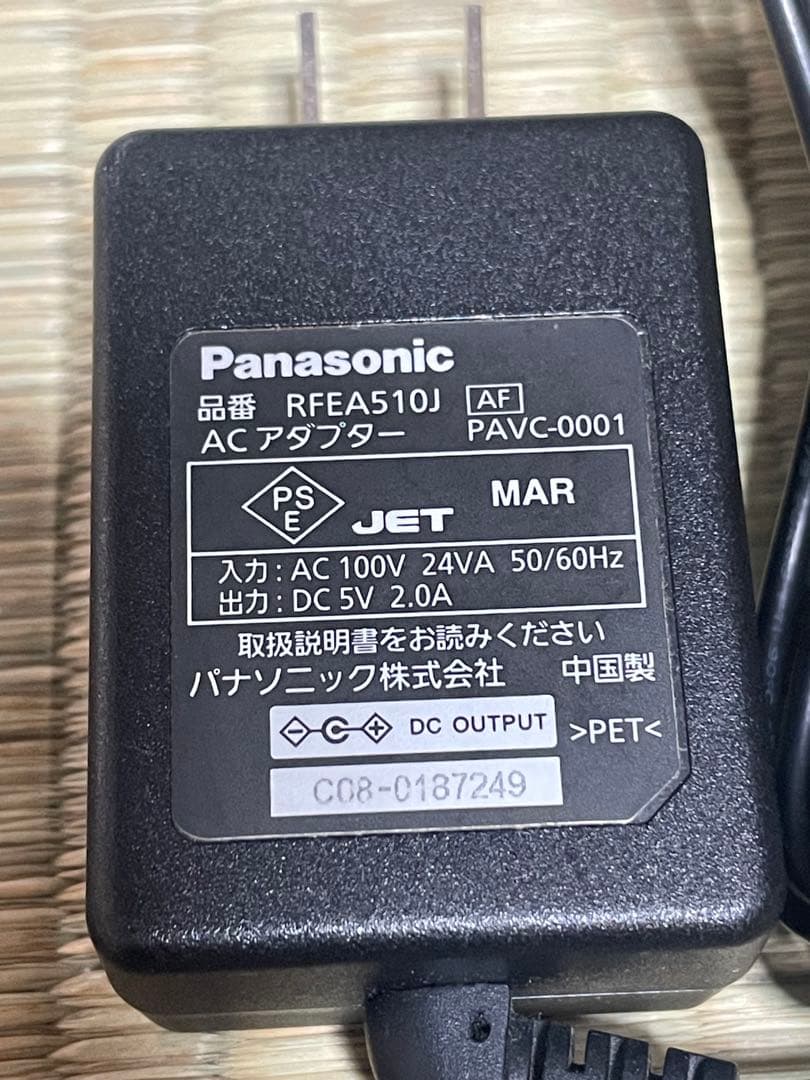 Panasonic
品番 RFEA510J AF
ACアダプター PAVC-0001
PSE JET MAR
入力:AC 100V 24VA 50/60Hz
出力:DC 5V 2.0A
取扱説明書をお読みください
パナソニック株式会社 中国製
DC OUTPUT >PET<
C08-0187249